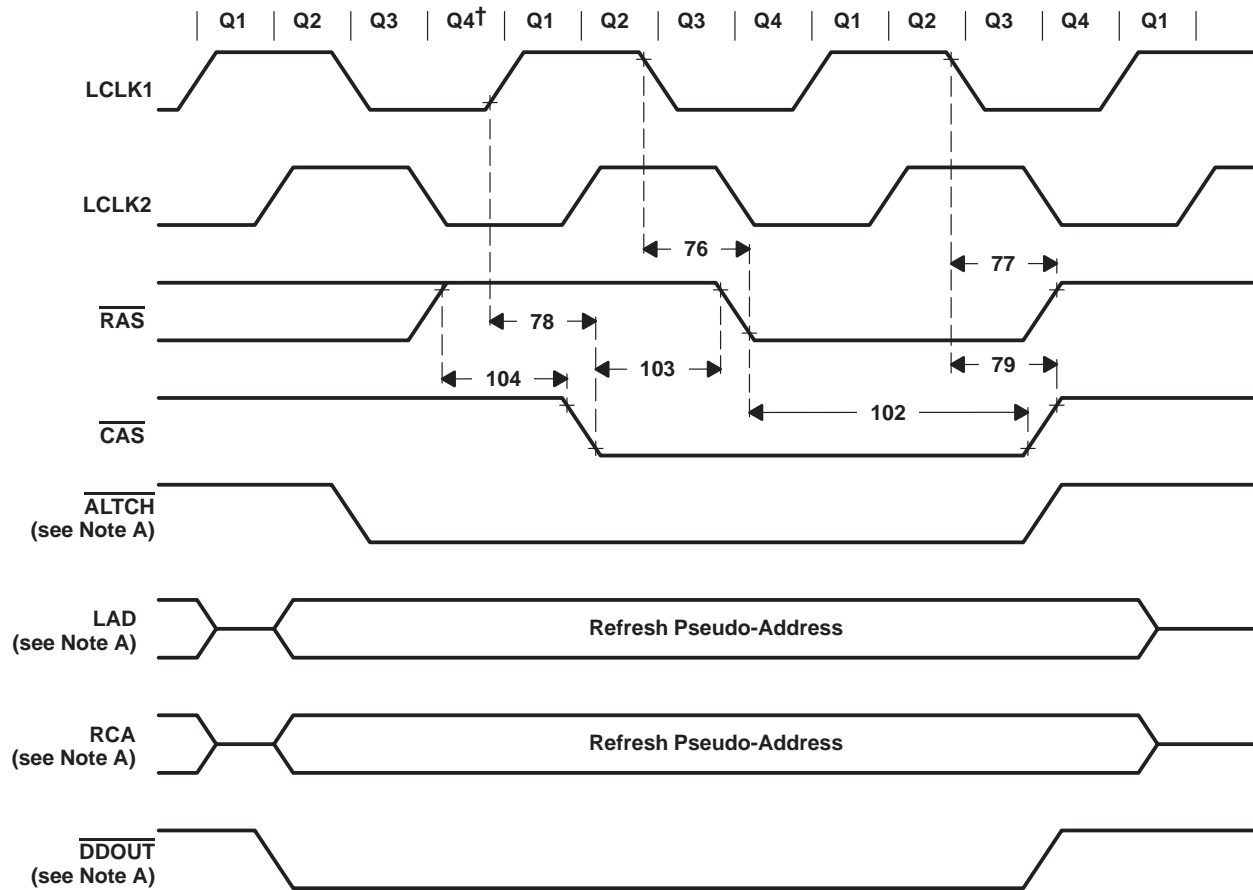 Q1 Q2 Q3 Q4† Q1 Q2 Q3 Q4 Q1 Q2 Q3 Q4 Q1
LCLK1
LCLK2
76
77
RAS
78
79
103
104
102
CAS
ALTCH
(see Note A)
LAD
(see Note A)
Refresh Pseudo-Address
RCA
(see Note A)
Refresh Pseudo-Address
DDOUT
(see Note A)